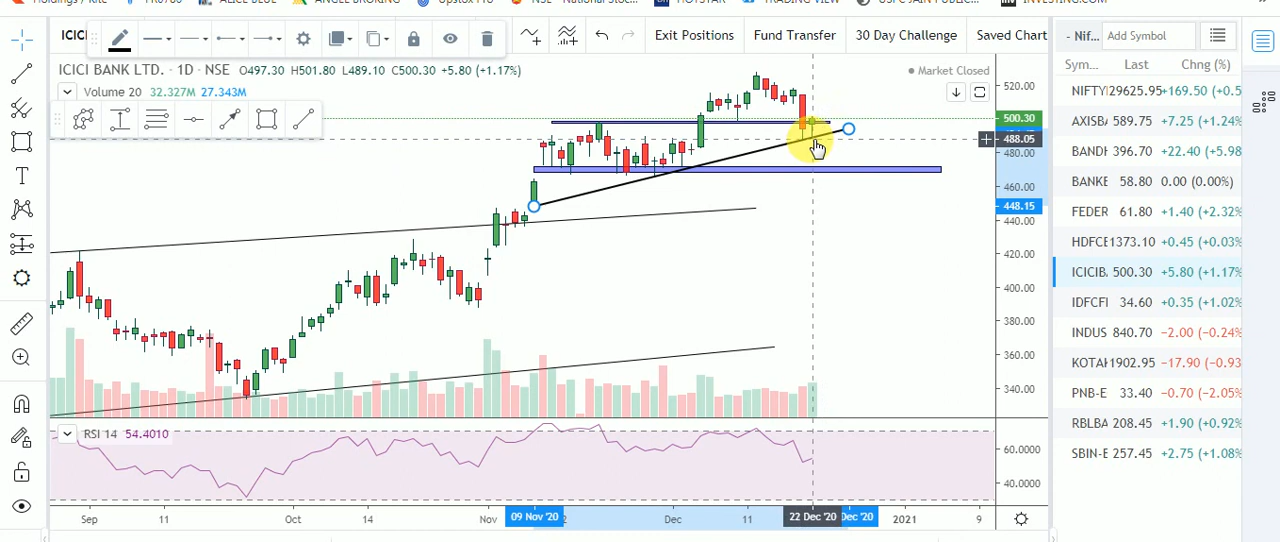 Holdings / Kite
ALICE BLUE
ANGEL BROKING
Upstox Pro
NSE - National Stoc...
HOTSTAR
TRADING VIEW
INVESTING.COM
ICICI
Exit Positions
Fund Transfer
30 Day Challenge
Saved Chart
- Nif...
Add Symbol
ICICI BANK LTD. · 1D · NSE O497.30 H501.80 L489.10 C500.30 +5.80 (+1.17%)
Market Closed
Sym...
Last
Chng (%)
Volume 20 32.327M 27.343M
520.00
500.30
488.05
480.00
460.00
448.15
440.00
420.00
400.00
380.00
360.00
340.00
NIFTY 29625.95 +169.50 (+0.5
AXISB 589.75 +7.25 (+1.24%
BANDI 396.70 +22.40 (+5.98
BANKE 58.80 0.00 (0.00%)
FEDER 61.80 +1.40 (+2.32%
HDFCE 1373.10 +0.45 (+0.03%
ICICIB. 500.30 +5.80 (+1.17%
IDFCFI 34.60 +0.35 (+1.02%
INDUS 840.70 -2.00 (-0.24%
KOTAK 1902.95 -17.90 (-0.93
PNB-E 33.40 -0.70 (-2.05%
RBLBA 208.45 +1.90 (+0.92%
SBIN-E 257.45 +2.75 (+1.08%
RSI 14 54.4010
60.0000
40.0000
Sep
11
Oct
14
Nov
09 Nov '20
2
Dec
11
22 Dec '20
Dec '20
2021
9